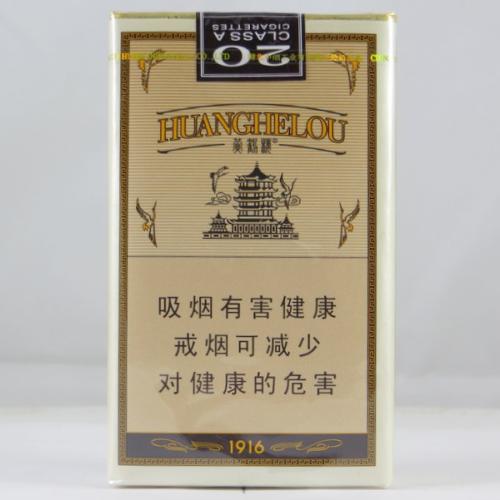 20
CLASS A
CIGARETTES
HUANGHELOU
黄鹤楼
吸烟有害健康
戒烟可减少
对健康的危害
1916